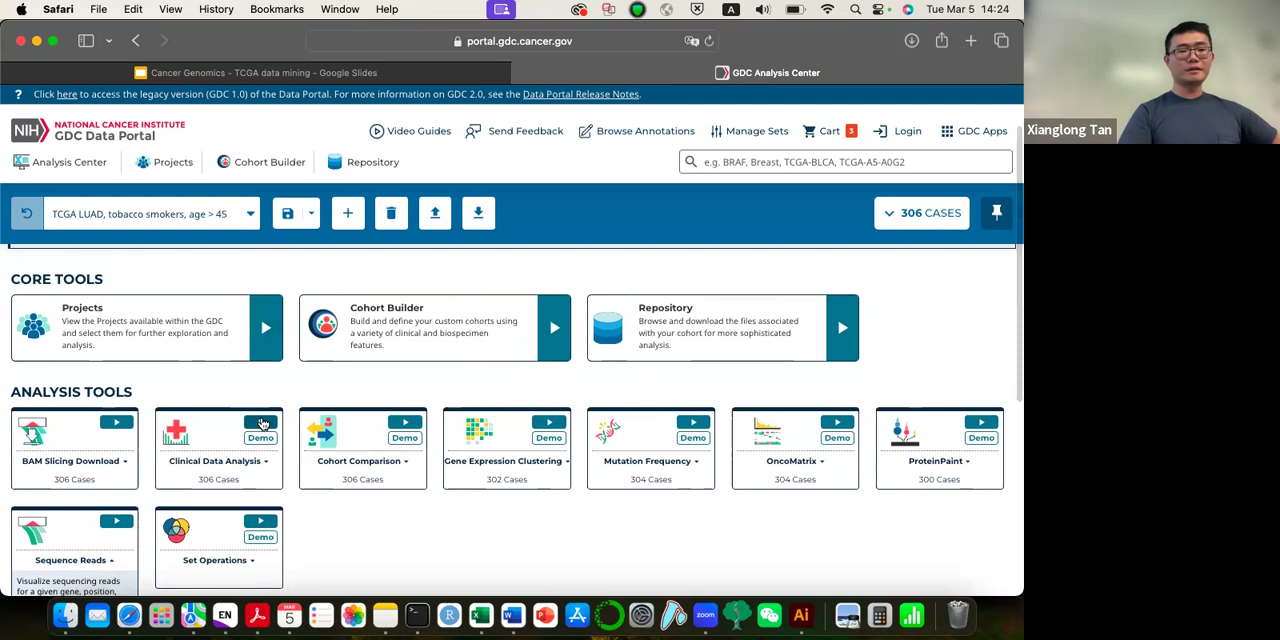 Safari File Edit View History Bookmarks Window Help A Tue Mar 5 14:24
portal.gdc.cancer.gov
Cancer Genomics - TCGA data mining - Google Slides GDC Analysis Center
? Click here to access the legacy version (GDC 1.0) of the Data Portal. For more information on GDC 2.0, see the Data Portal Release Notes.
NIH NATIONAL CANCER INSTITUTE
GDC Data Portal
Video Guides Send Feedback Browse Annotations Manage Sets Cart 3 Login GDC Apps
Analysis Center Projects Cohort Builder Repository e.g. BRAF, Breast, TCGA-BLCA, TCGA-A5-A0G2
TCGA LUAD, tobacco smokers, age > 45 306 CASES
CORE TOOLS
Projects
View the Projects available within the GDC
and select them for further exploration and
analysis.
Cohort Builder
Build and define your custom cohorts using
a variety of clinical and biospecimen
features.
Repository
Browse and download the files associated
with your cohort for more sophisticated
analysis.
ANALYSIS TOOLS
BAM Slicing Download
306 Cases
Demo
Clinical Data Analysis
306 Cases
Demo
Cohort Comparison
306 Cases
Demo
Gene Expression Clustering
302 Cases
Demo
Mutation Frequency
304 Cases
Demo
OncoMatrix
304 Cases
Demo
ProteinPaint
300 Cases
Sequence Reads
Visualize sequencing reads
for a given gene, position,
Demo
Set Operations
EN
MAR
5
zoom
Ai
Xianglong Tan